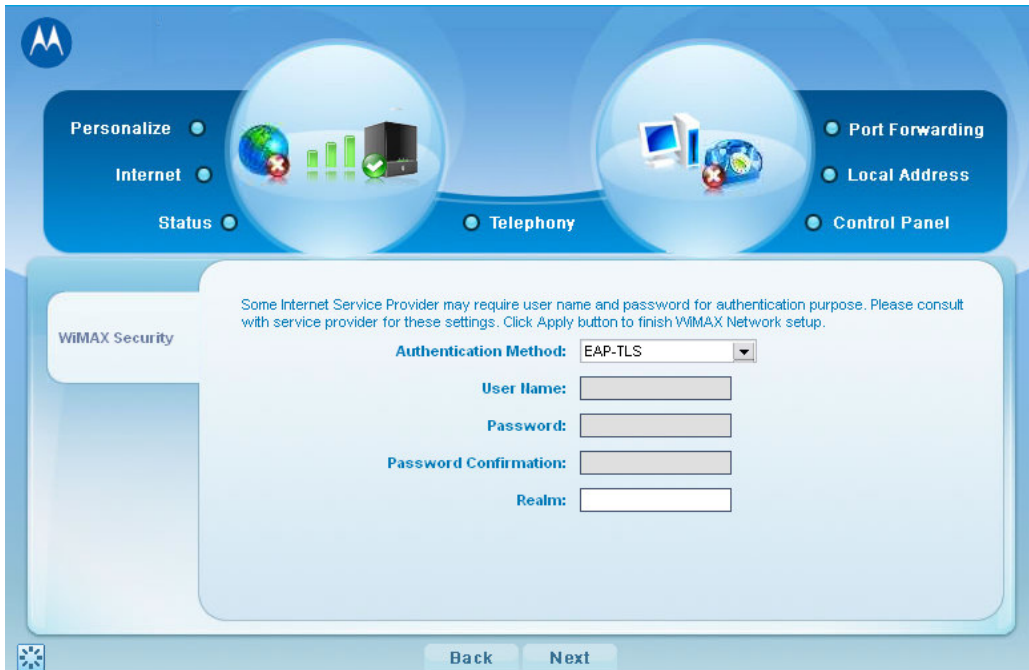 Personalize
Internet
Status
Telephony
Port Forwarding
Local Address
Control Panel
WiMAX Security
Some Internet Service Provider may require user name and password for authentication purpose. Please consult
with service provider for these settings. Click Apply button to finish WiMAX Network setup.
Authentication Method: EAP-TLS
User Name:
Password:
Password Confirmation:
Realm:
Back Next